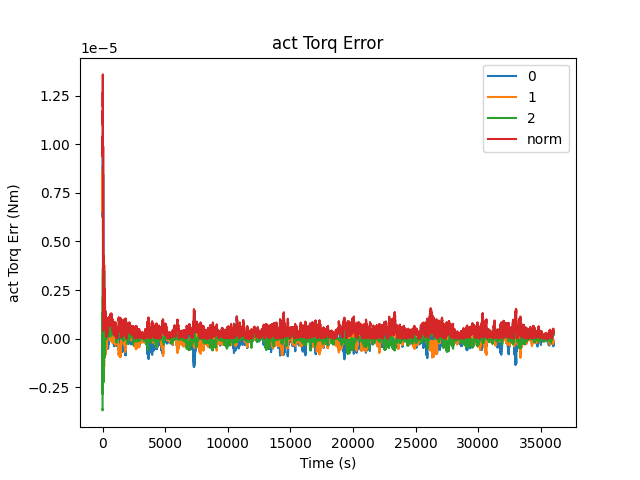 act Torq Error
1e−5
0
1
2
norm
1.25
1.00
0.75
0.50
0.25
0.00
−0.25
act Torq Err (Nm)
0 5000 10000 15000 20000 25000 30000 35000
Time (s)